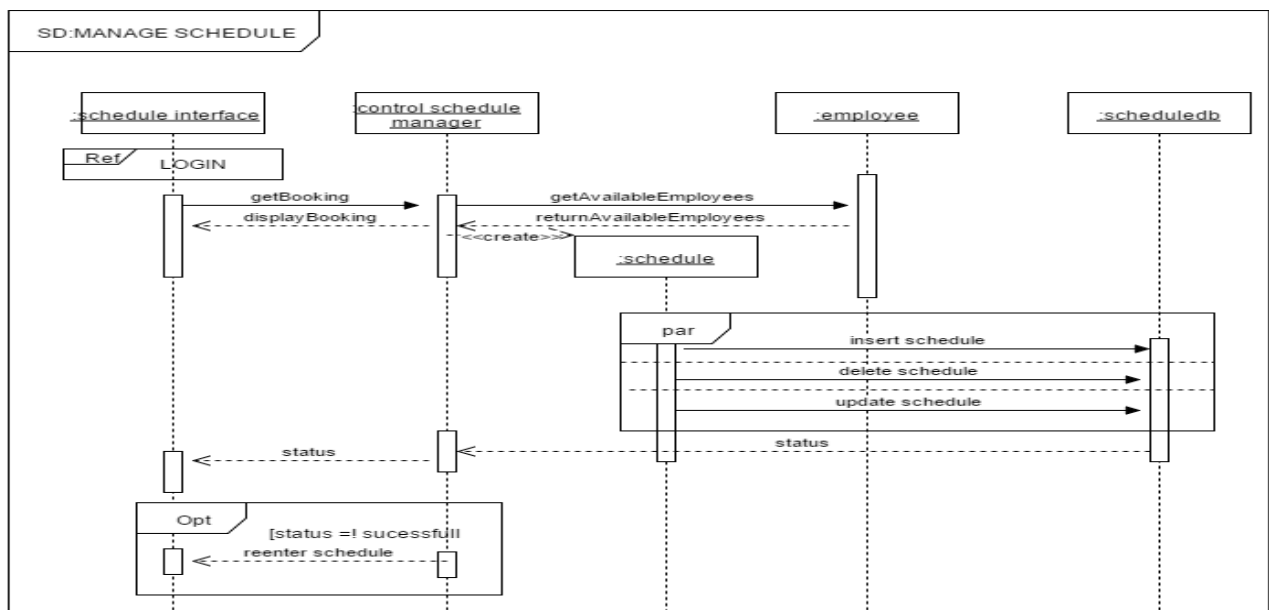 SD:MANAGE SCHEDULE
:schedule interface
:control schedule
manager
:employee
:scheduledb
Ref
LOGIN
getBooking
getAvailableEmployees
displayBooking
returnAvailableEmployees
<<create>>
:schedule
par
insert schedule
delete schedule
update schedule
status
status
Opt
[status =! sucessfull
reenter schedule